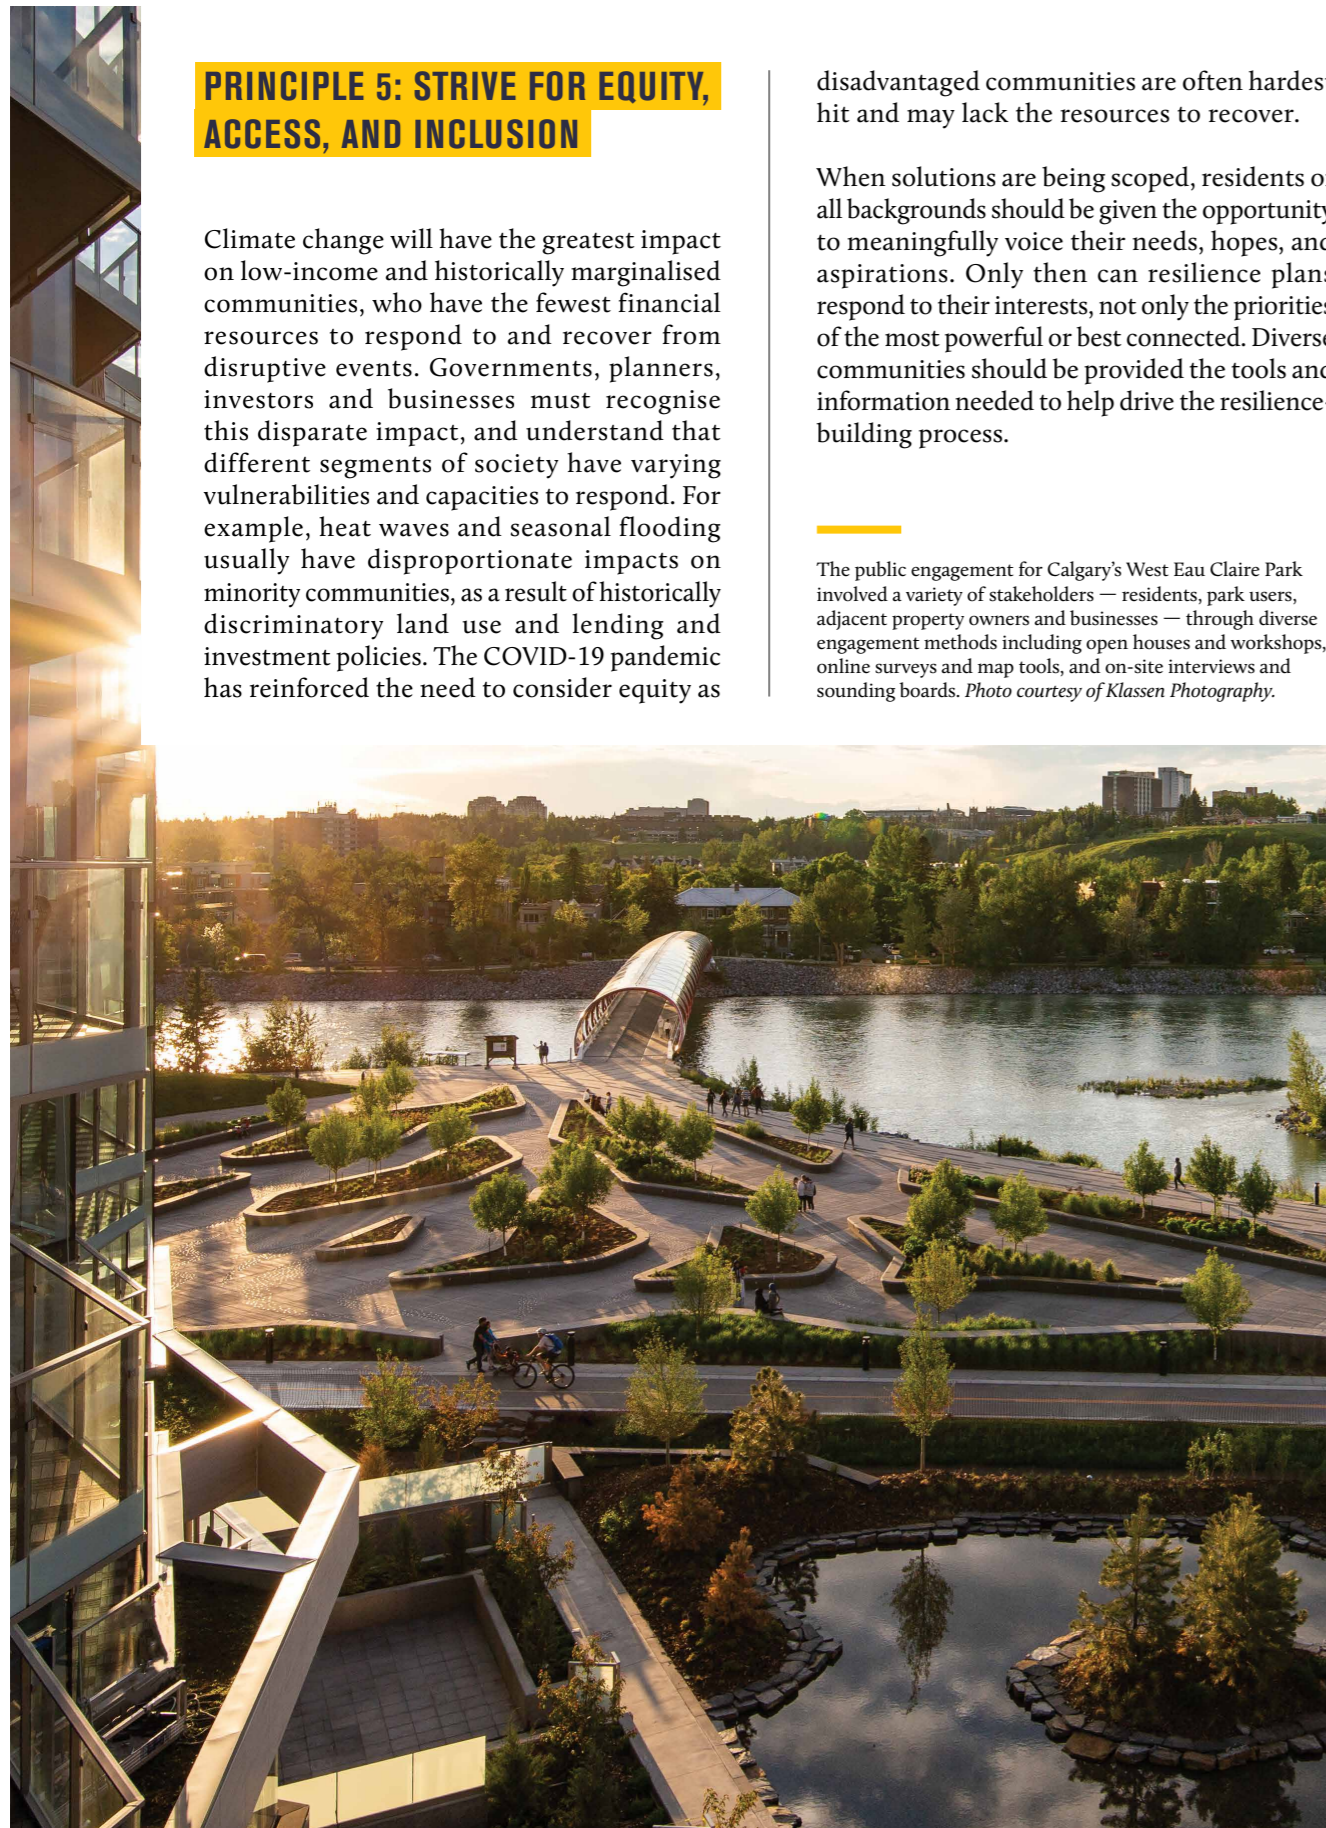 PRINCIPLE 5: STRIVE FOR EQUITY,
ACCESS, AND INCLUSION
Climate change will have the greatest impact
on low-income and historically marginalised
communities, who have the fewest financial
resources to respond to and recover from
disruptive events. Governments, planners,
investors and businesses must recognise
this disparate impact, and understand that
different segments of society have varying
vulnerabilities and capacities to respond. For
example, heat waves and seasonal flooding
usually have disproportionate impacts on
minority communities, as a result of historically
discriminatory land use and lending and
investment policies. The COVID-19 pandemic
has reinforced the need to consider equity as
disadvantaged communities are often hardest
hit and may lack the resources to recover.
When solutions are being scoped, residents of
all backgrounds should be given the opportunity
to meaningfully voice their needs, hopes, and
aspirations. Only then can resilience plans
respond to their interests, not only the priorities
of the most powerful or best connected. Diverse
communities should be provided the tools and
information needed to help drive the resilience-
building process.
The public engagement for Calgary's West Eau Claire Park
involved a variety of stakeholders — residents, park users,
adjacent property owners and businesses — through diverse
engagement methods including open houses and workshops,
online surveys and map tools, and on-site interviews and
sounding boards. Photo courtesy of Klassen Photography.